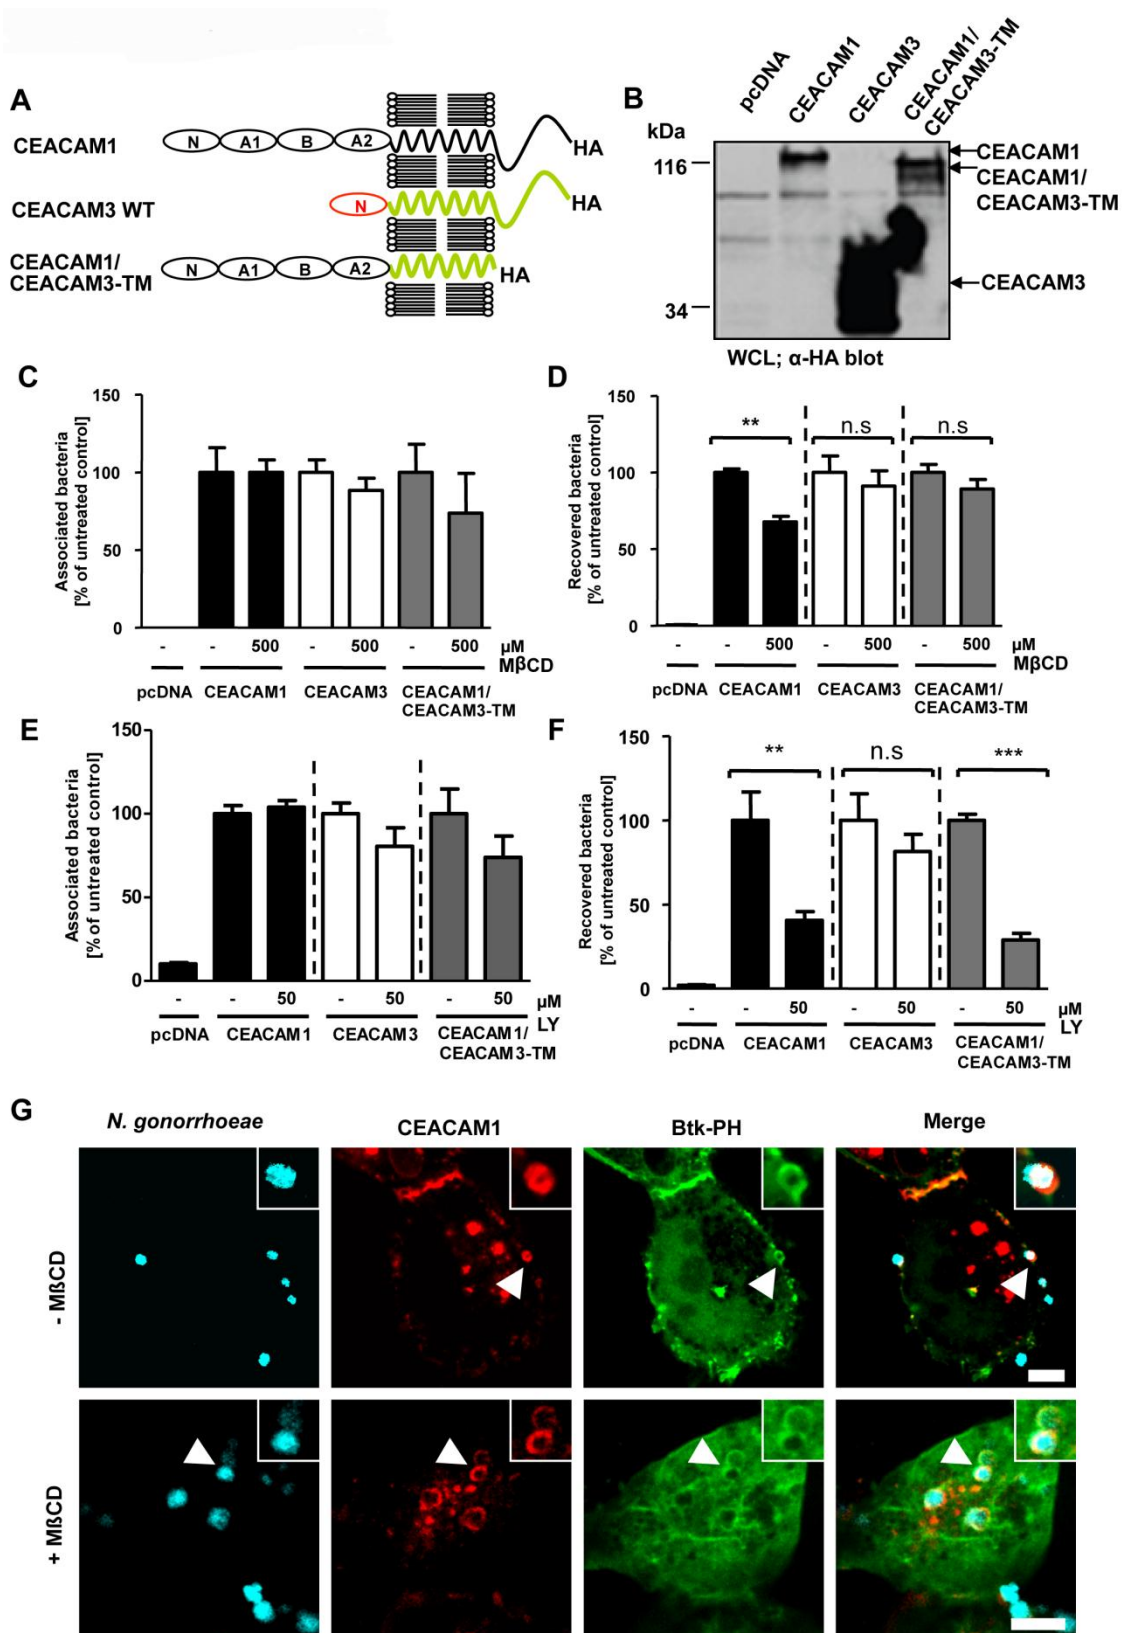 A
CEACAM1
N A1 B A2
HA
CEACAM3 WT
N
HA
CEACAM1/
CEACAM3-TM
N A1 B A2
HA
B
pcDNA
CEACAM1
CEACAM3
CEACAM1/
CEACAM3-TM
kDa
116
34
CEACAM1
CEACAM1/
CEACAM3-TM
CEACAM3
WCL; α-HA blot
C
Associated bacteria
[% of untreated control]
150
100
50
0
- - 500 - 500 - 500 µM
MβCD
pcDNA CEACAM1 CEACAM3 CEACAM1/
CEACAM3-TM
D
Recovered bacteria
[% of untreated control]
150
100
50
0
** n.s n.s
- - 500 - 500 - 500 µM
MβCD
pcDNA CEACAM1 CEACAM3 CEACAM1/
CEACAM3-TM
E
Associated bacteria
[% of untreated control]
150
100
50
0
- - 50 - 50 - 50 µM
LY
pcDNA CEACAM1 CEACAM3 CEACAM1/
CEACAM3-TM
F
Recovered bacteria
[% of untreated control]
150
100
50
0
** n.s ***
- - 50 - 50 - 50 µM
LY
pcDNA CEACAM1 CEACAM3 CEACAM1/
CEACAM3-TM
G
N. gonorrhoeae CEACAM1 Btk-PH Merge
- MßCD
+ MßCD